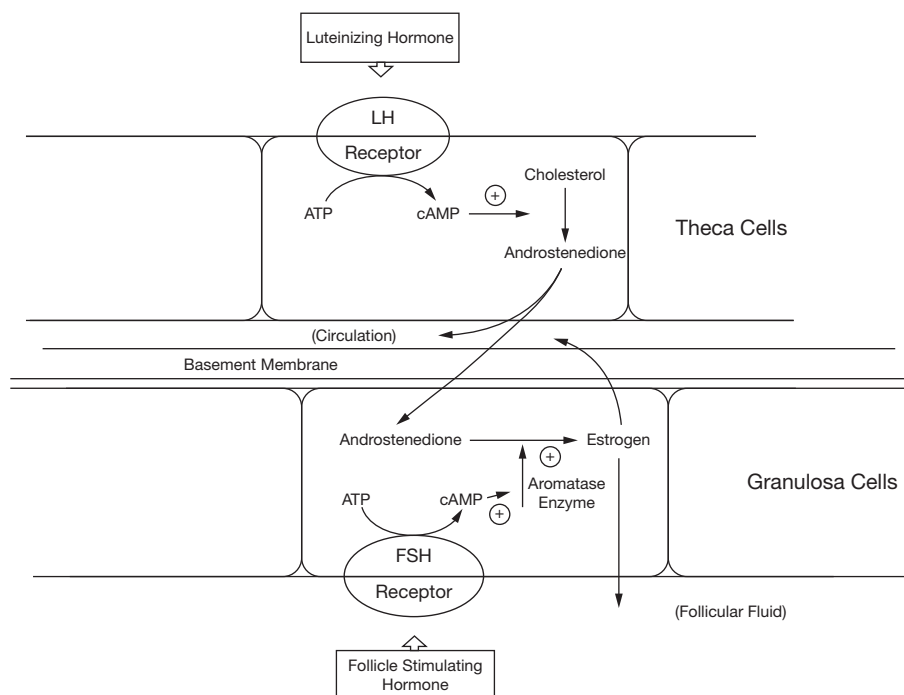 Luteinizing Hormone
LH
Receptor
Cholesterol
+
ATP
cAMP
Theca Cells
Androstenedione
(Circulation)
Basement Membrane
Androstenedione
Estrogen
+
Aromatase
Enzyme
Granulosa Cells
ATP
cAMP
+
FSH
Receptor
(Follicular Fluid)
Follicle Stimulating
Hormone